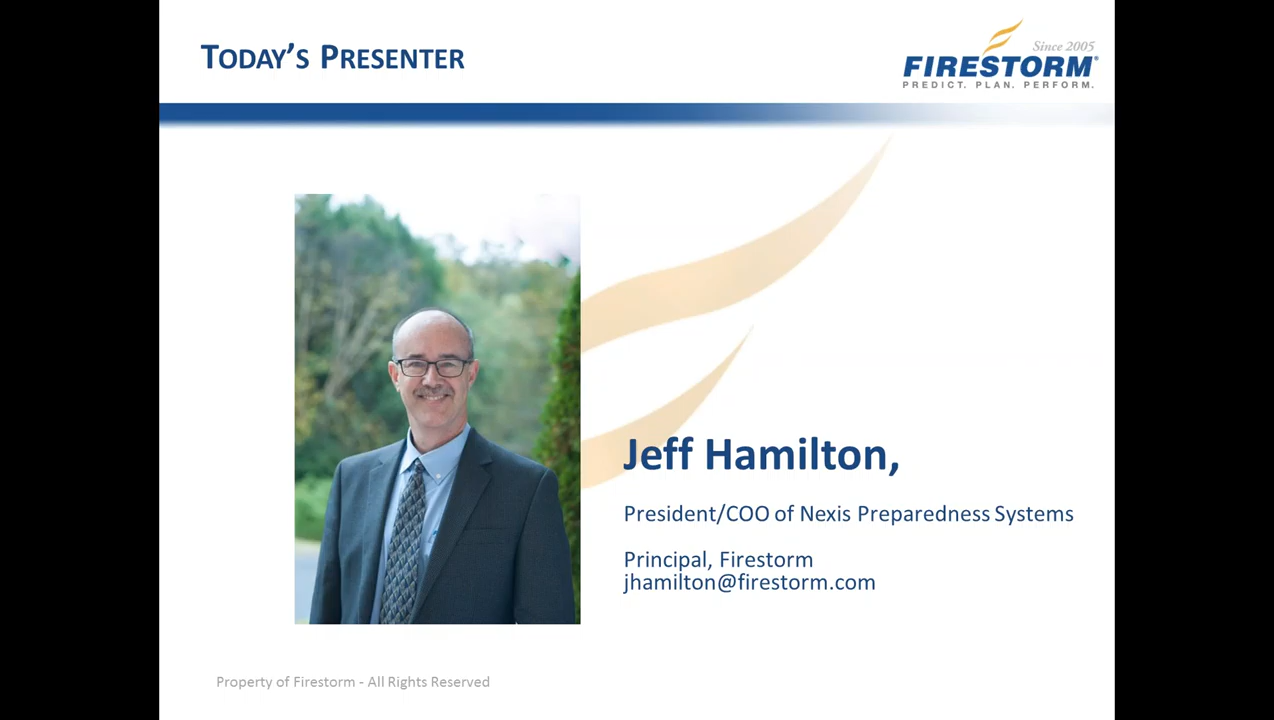 TODAY'S PRESENTER
Since 2005
FIRESTORM®
PREDICT. PLAN. PERFORM.
Jeff Hamilton,
President/COO of Nexis Preparedness Systems
Principal, Firestorm
jhamilton@firestorm.com
Property of Firestorm - All Rights Reserved